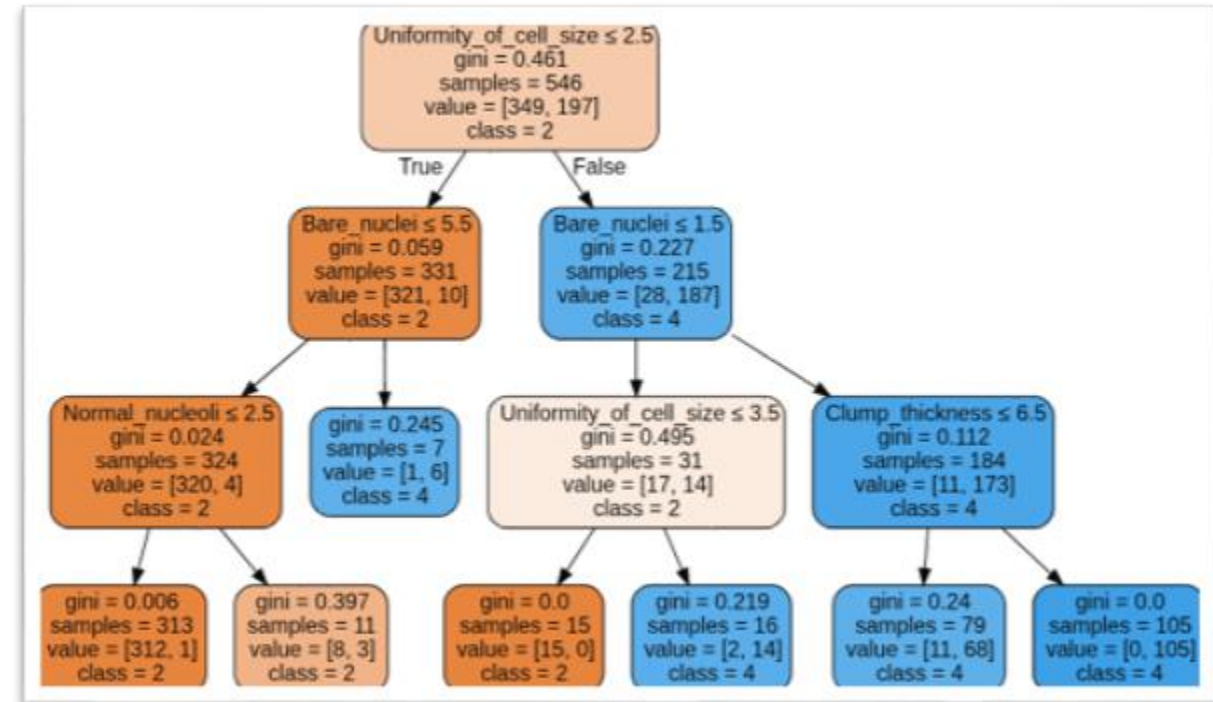 Uniformity_of_cell_size ≤ 2.5
gini = 0.461
samples = 546
value = [349, 197]
class = 2
True
False
Bare_nuclei ≤ 5.5
gini = 0.059
samples = 331
value = [321, 10]
class = 2
Bare_nuclei ≤ 1.5
gini = 0.227
samples = 215
value = [28, 187]
class = 4
Normal_nucleoli ≤ 2.5
gini = 0.024
samples = 324
value = [320, 4]
class = 2
gini = 0.245
samples = 7
value = [1, 6]
class = 4
Uniformity_of_cell_size ≤ 3.5
gini = 0.495
samples = 31
value = [17, 14]
class = 2
Clump_thickness ≤ 6.5
gini = 0.112
samples = 184
value = [11, 173]
class = 4
gini = 0.006
samples = 313
value = [312, 1]
class = 2
gini = 0.397
samples = 11
value = [8, 3]
class = 2
gini = 0.0
samples = 15
value = [15, 0]
class = 2
gini = 0.219
samples = 16
value = [2, 14]
class = 4
gini = 0.24
samples = 79
value = [11, 68]
class = 4
gini = 0.0
samples = 105
value = [0, 105]
class = 4